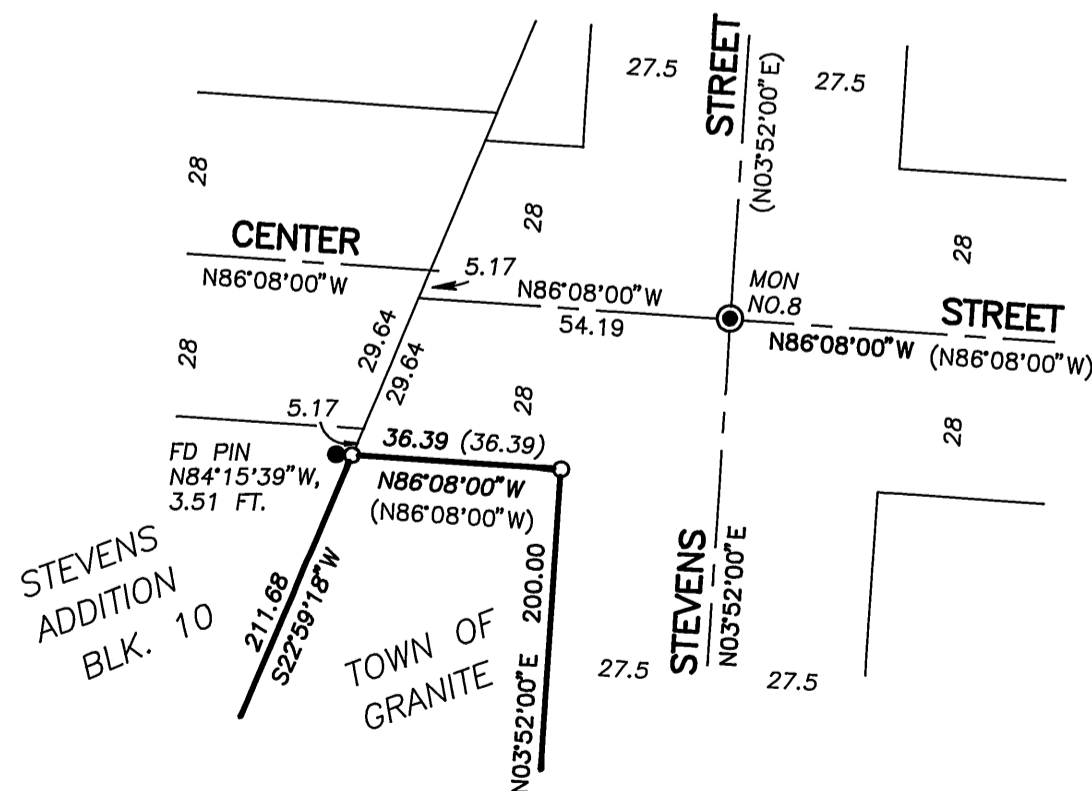 27.5
STREET
(N03°52'00"E)
27.5
28
28
CENTER
N86°08'00"W
5.17
N86°08'00"W
54.19
MON
NO.8
28
STREET
N86°08'00"W
(N86°08'00"W)
29.64
29.64
28
28
28
5.17
36.39 (36.39)
FD PIN
N84°15'39"W,
3.51 FT.
N86°08'00"W
(N86°08'00"W)
STEVENS
ADDITION
BLK. 10
211.68
S22°59'18"W
TOWN OF
GRANITE
N03°52'00"E 200.00
STEVENS
N03°52'00"E
27.5
27.5